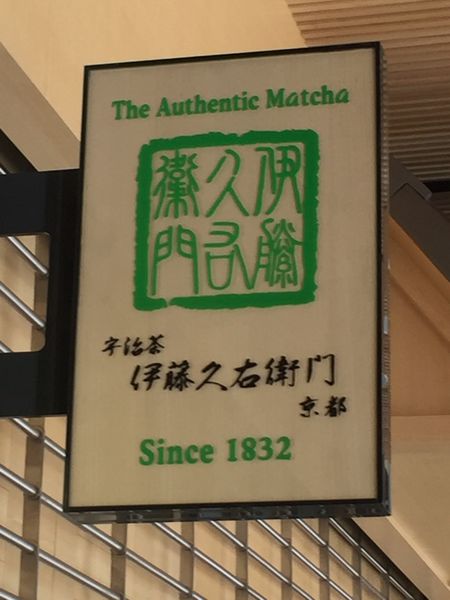 The Authentic Matcha
伊藤
久右
衛門
宇治茶
伊藤久右衛門
京都
Since 1832